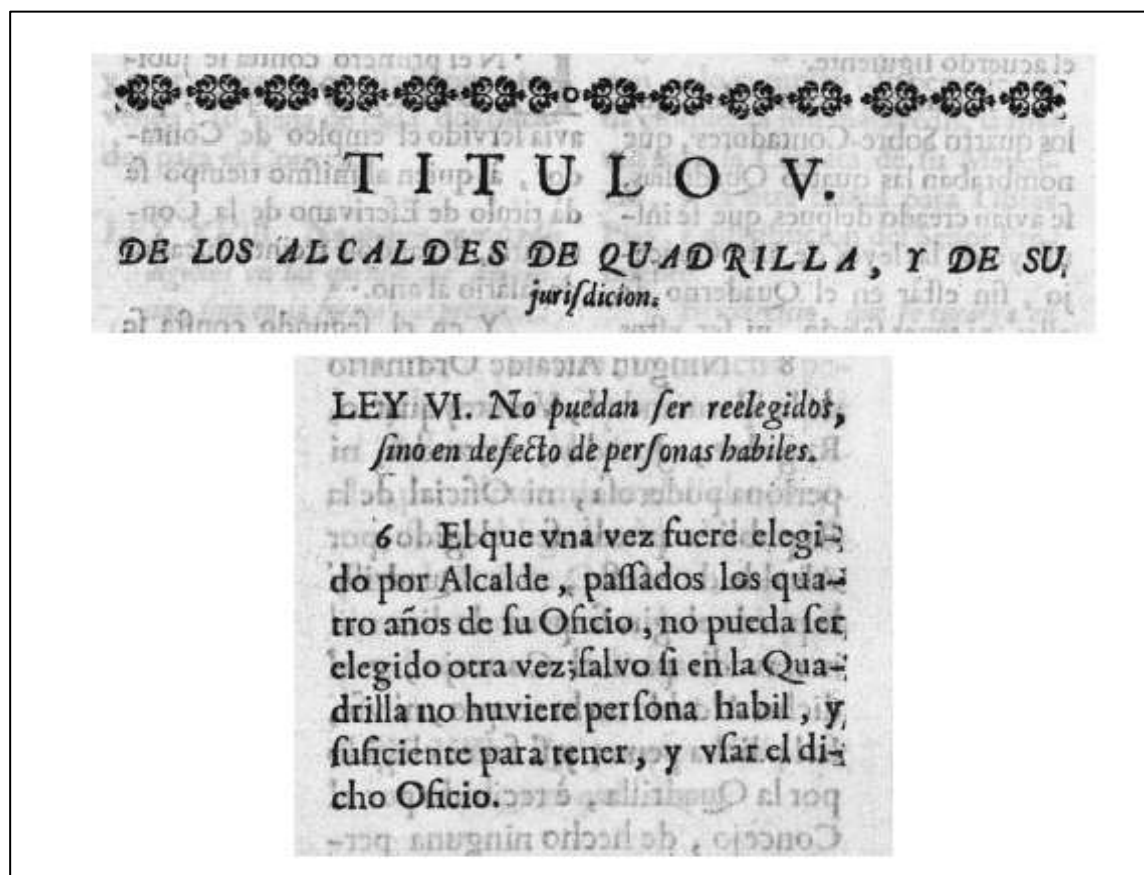 TITULO V.
DE LOS ALCALDES DE QUADRILLA, Y DE SU
juriſdicion.
LEY VI. No puedan ſer reelegidos,
ſino en defecto de perſonas habiles.
6 El que vna vez fuere elegi-
do por Alcalde, paſſados los qua-
tro años de ſu Oficio, no pueda ſer
elegido otra vez; ſalvo ſi en la Qua-
drilla no huviere perſona habil, y
ſuficiente para tener, y vſar el di-
cho Oficio.